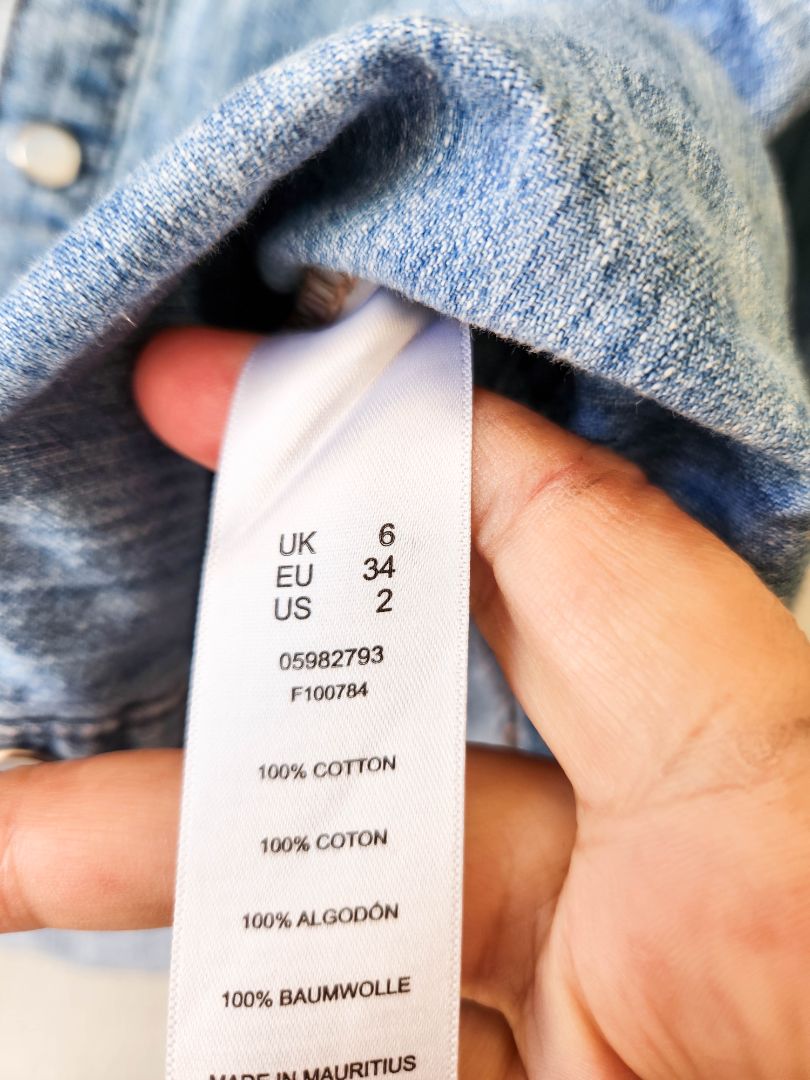 UK 6
EU 34
US 2
05982793
F100784
100% COTTON
100% COTON
100% ALGODÓN
100% BAUMWOLLE
MADE IN MAURITIUS